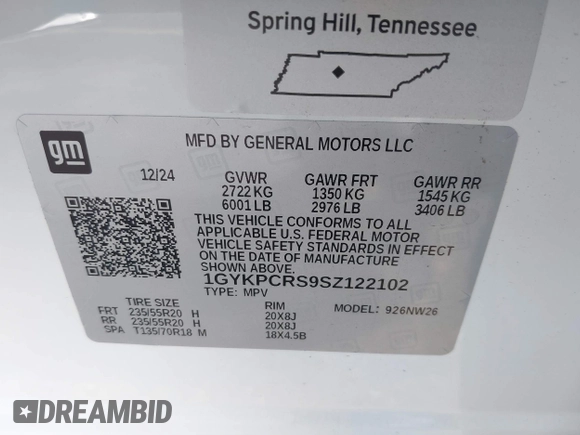 Spring Hill, Tennessee
gm
MFD BY GENERAL MOTORS LLC
12/24 GVWR GAWR FRT GAWR RR
2722 KG 1350 KG 1545 KG
6001 LB 2976 LB 3406 LB
THIS VEHICLE CONFORMS TO ALL
APPLICABLE U.S. FEDERAL MOTOR
VEHICLE SAFETY STANDARDS IN EFFECT
ON THE DATE OF MANUFACTURE
SHOWN ABOVE.
1GYKPCRS9SZ122102
TYPE: MPV MODEL: 926NW26
TIRE SIZE RIM
FRT 235/55R20 H 20X8J
RR 235/55R20 H 20X8J
SPA T135/70R18 M 18X4.5B
DREAMBID